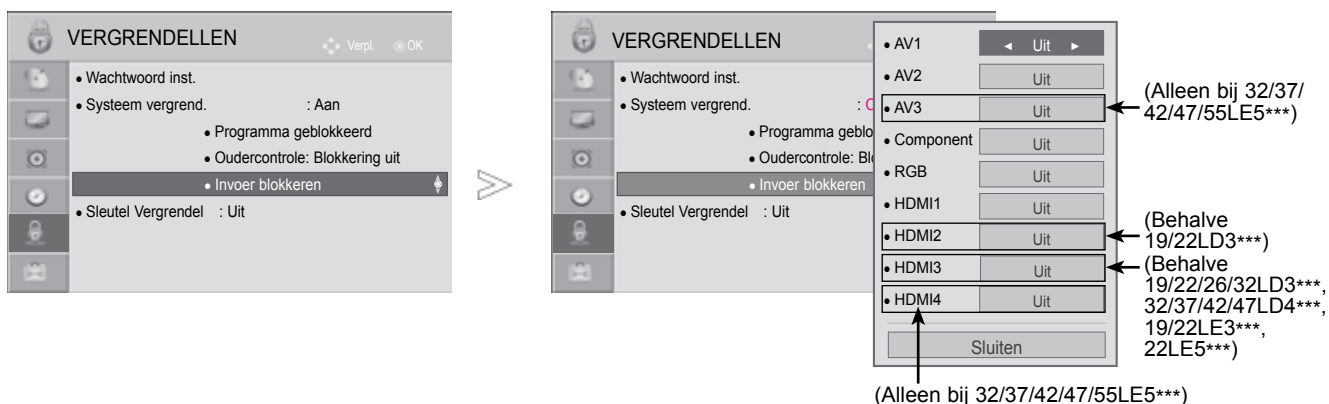 VERGRENDELLEN
Verpl. OK
• Wachtwoord inst.
• Systeem vergrend. : Aan
• Programma geblokkeerd
• Oudercontrole: Blokkering uit
• Invoer blokkeren
• Sleutel Vergrendel : Uit
VERGRENDELLEN
• Wachtwoord inst.
• Systeem vergrend. :
• Programma geblo
• Oudercontrole: Bl
• Invoer blokkeren
• Sleutel Vergrendel : Uit
• AV1 ◄ Uit ►
• AV2 Uit
• AV3 Uit
• Component Uit
• RGB Uit
• HDMI1 Uit
• HDMI2 Uit
• HDMI3 Uit
• HDMI4 Uit
Sluiten
(Alleen bij 32/37/
42/47/55LE5***)
(Behalve
19/22LD3***)
(Behalve
19/22/26/32LD3***,
32/37/42/47LD4***,
19/22LE3***,
22LE5***)
(Alleen bij 32/37/42/47/55LE5***)